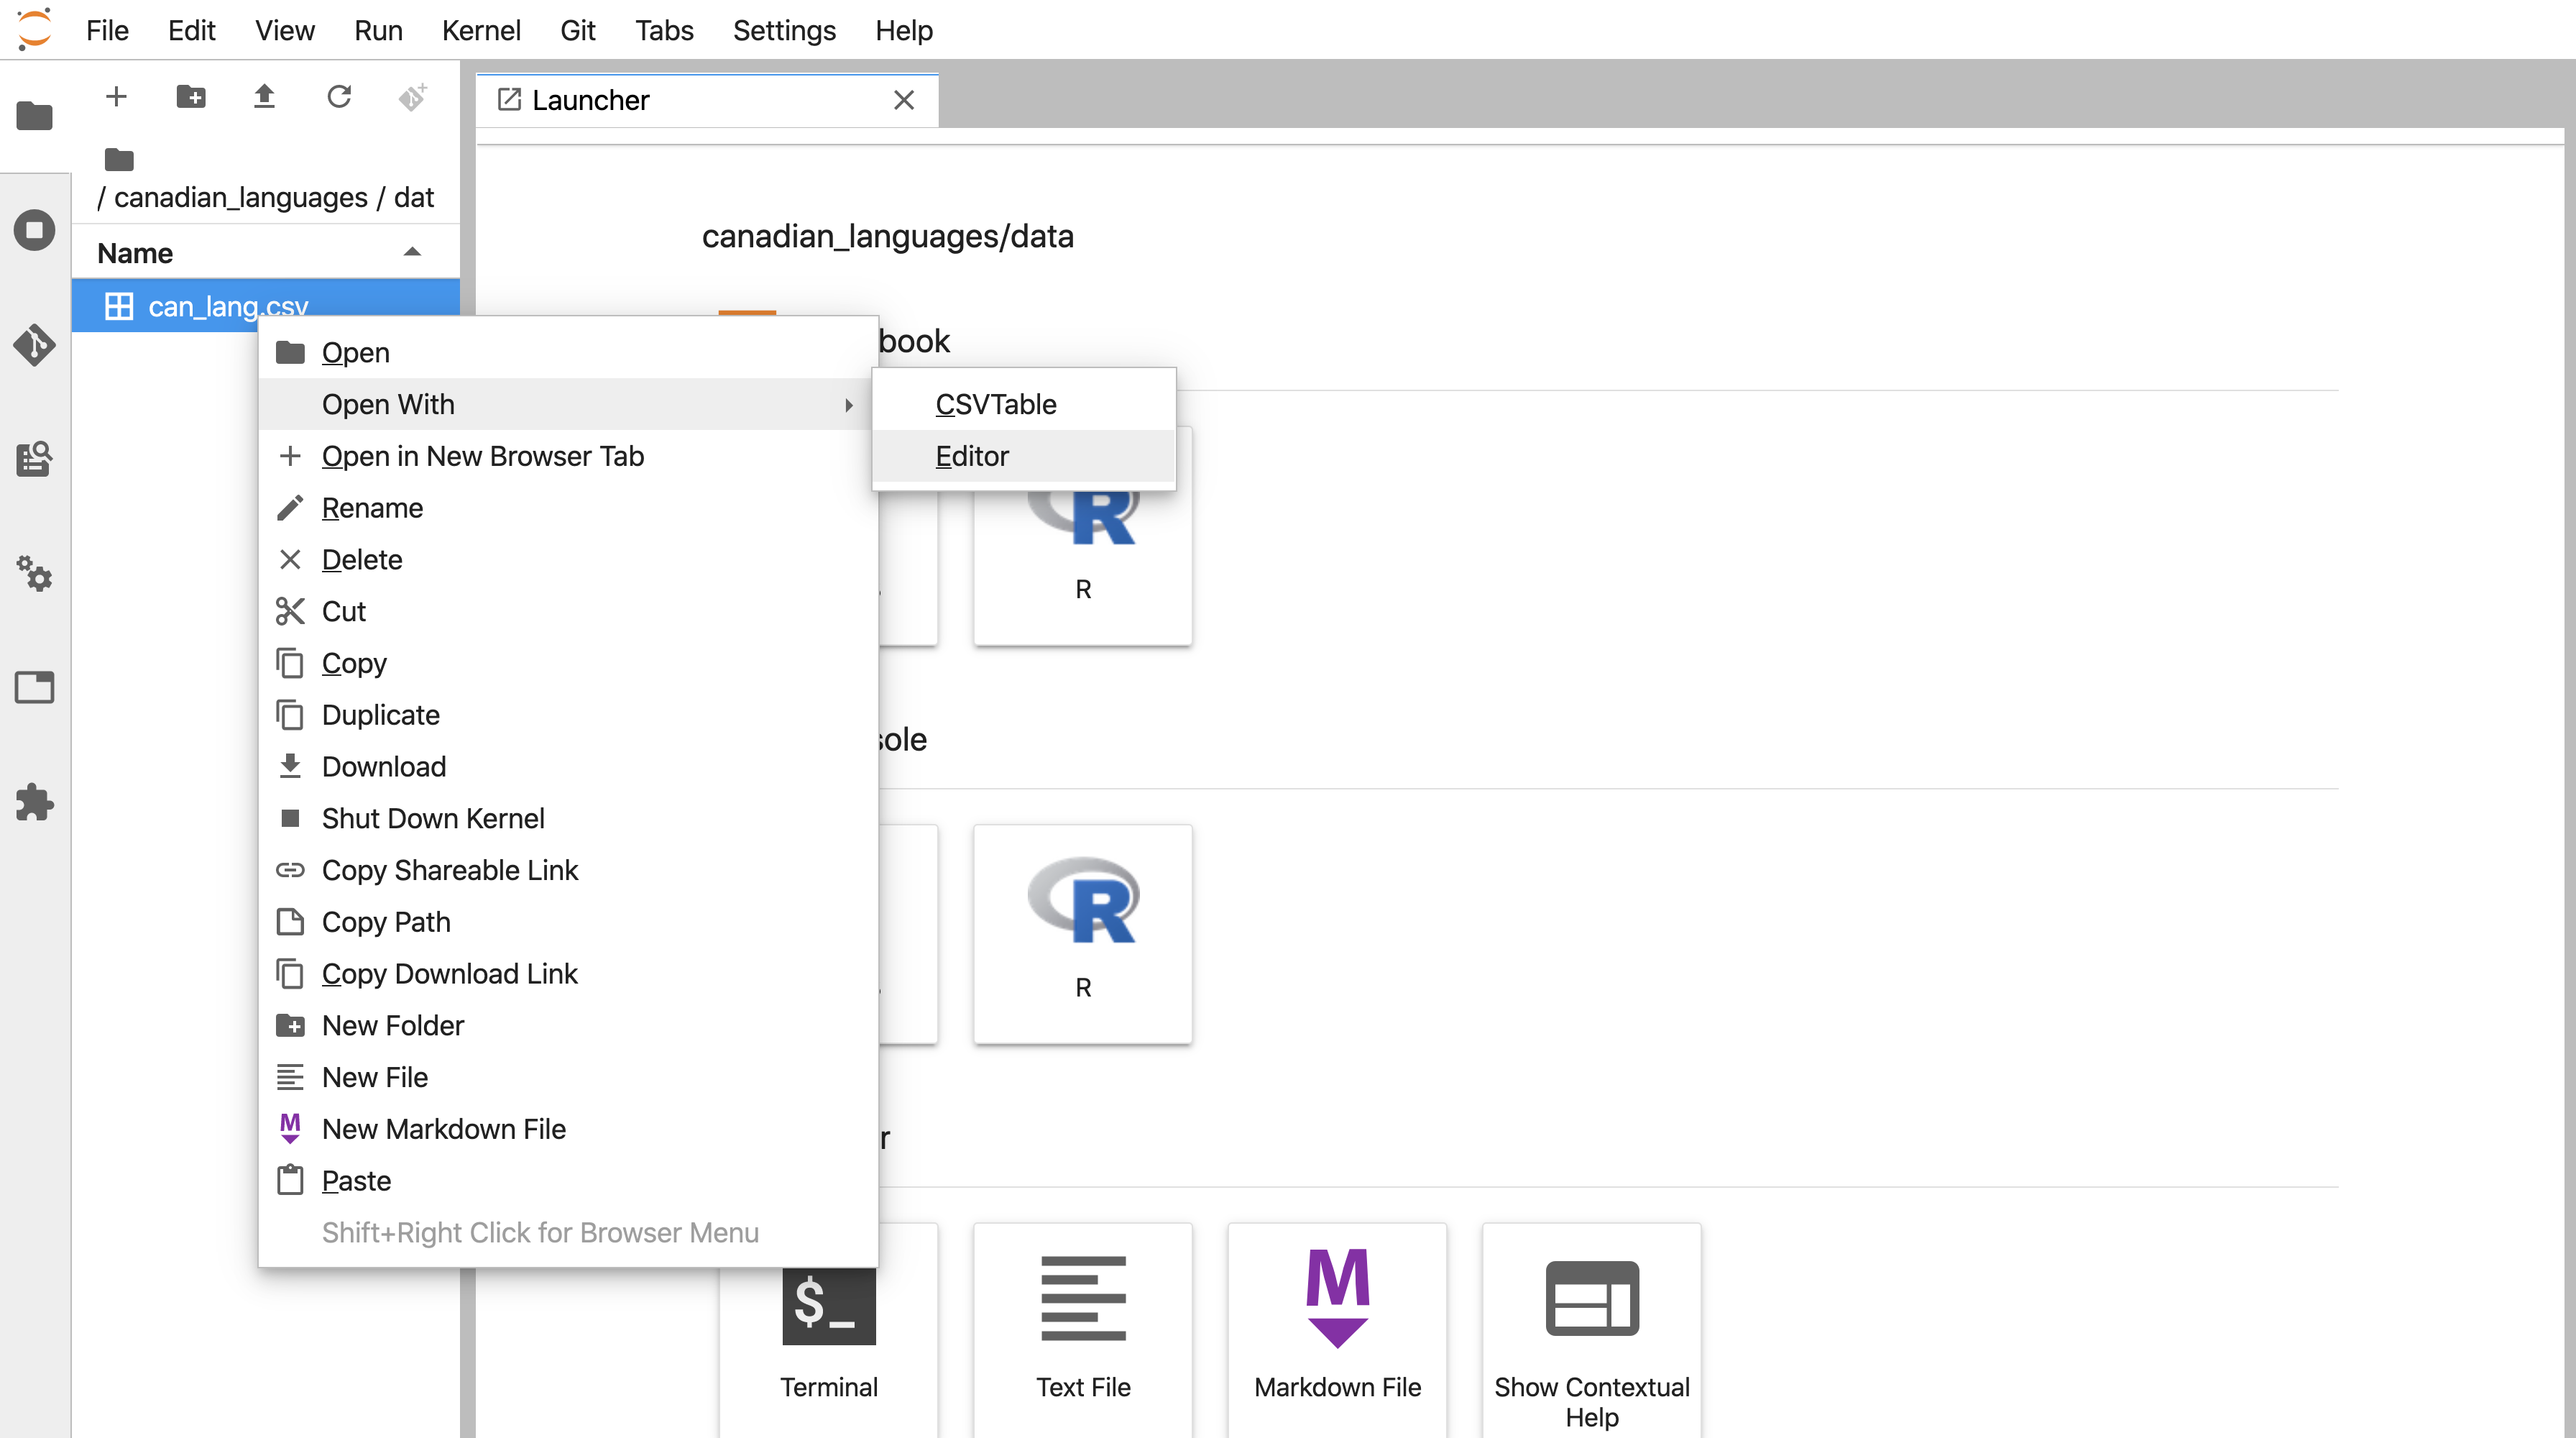 File Edit View Run Kernel Git Tabs Settings Help
Launcher
/ canadian_languages / dat
Name
can_lang.csv
canadian_languages/data
book
Open
Open With
CSVTable
Open in New Browser Tab
Editor
Rename
Delete
R
Cut
Copy
Duplicate
sole
Download
Shut Down Kernel
Copy Shareable Link
Copy Path
Copy Download Link
R
New Folder
New File
New Markdown File
r
Paste
Shift+Right Click for Browser Menu
$_
M
Terminal
Text File
Markdown File
Show Contextual
Help